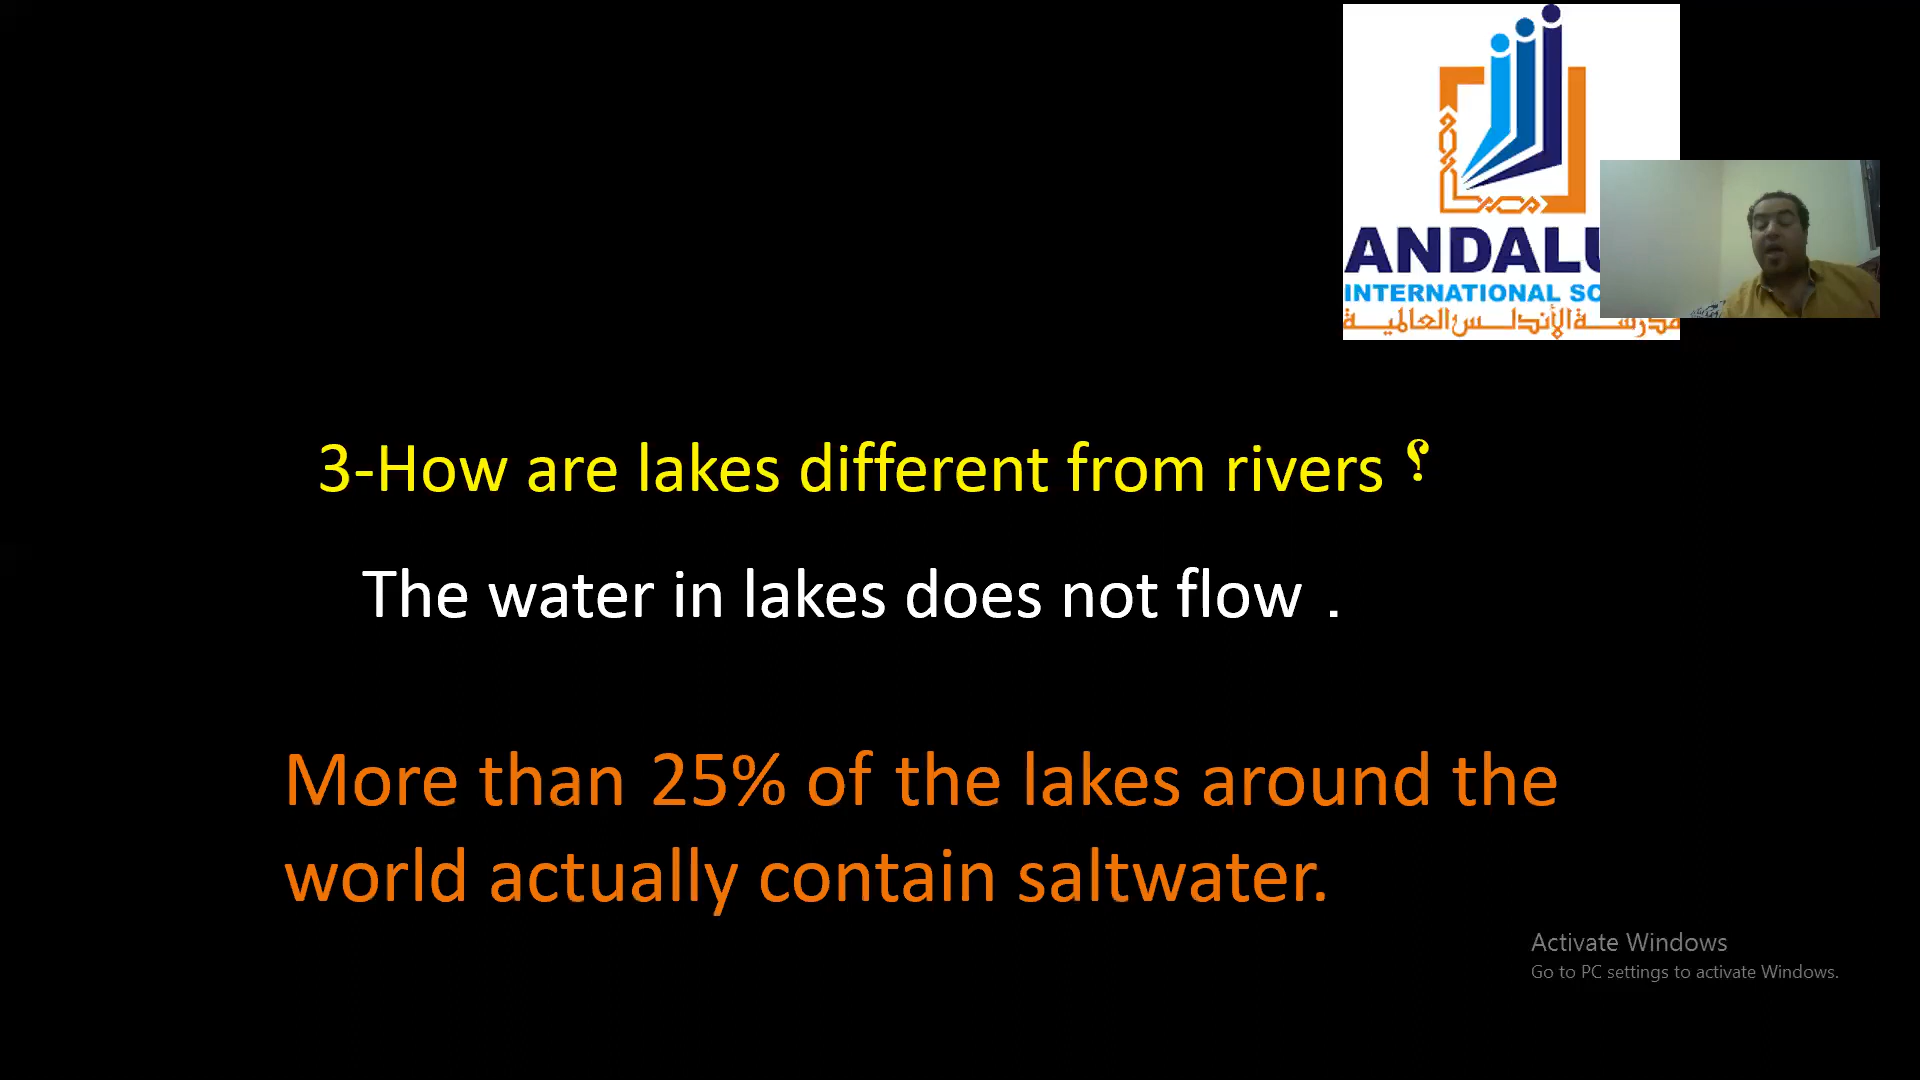 ANDALU
INTERNATIONAL SC
مدرسة الأندلس العالمية
3-How are lakes different from rivers ؟
The water in lakes does not flow .
More than 25% of the lakes around the
world actually contain saltwater.
Activate Windows
Go to PC settings to activate Windows.